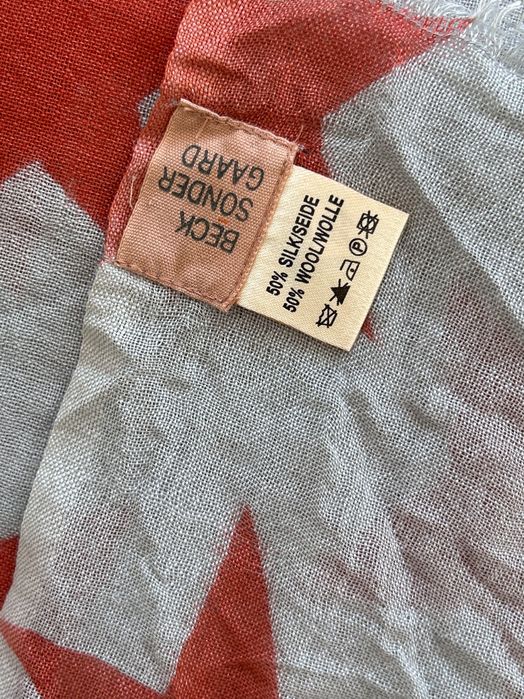 BECK
SONDER
GAARD
50% SILK/SEIDE
50% WOOL/WOLLE